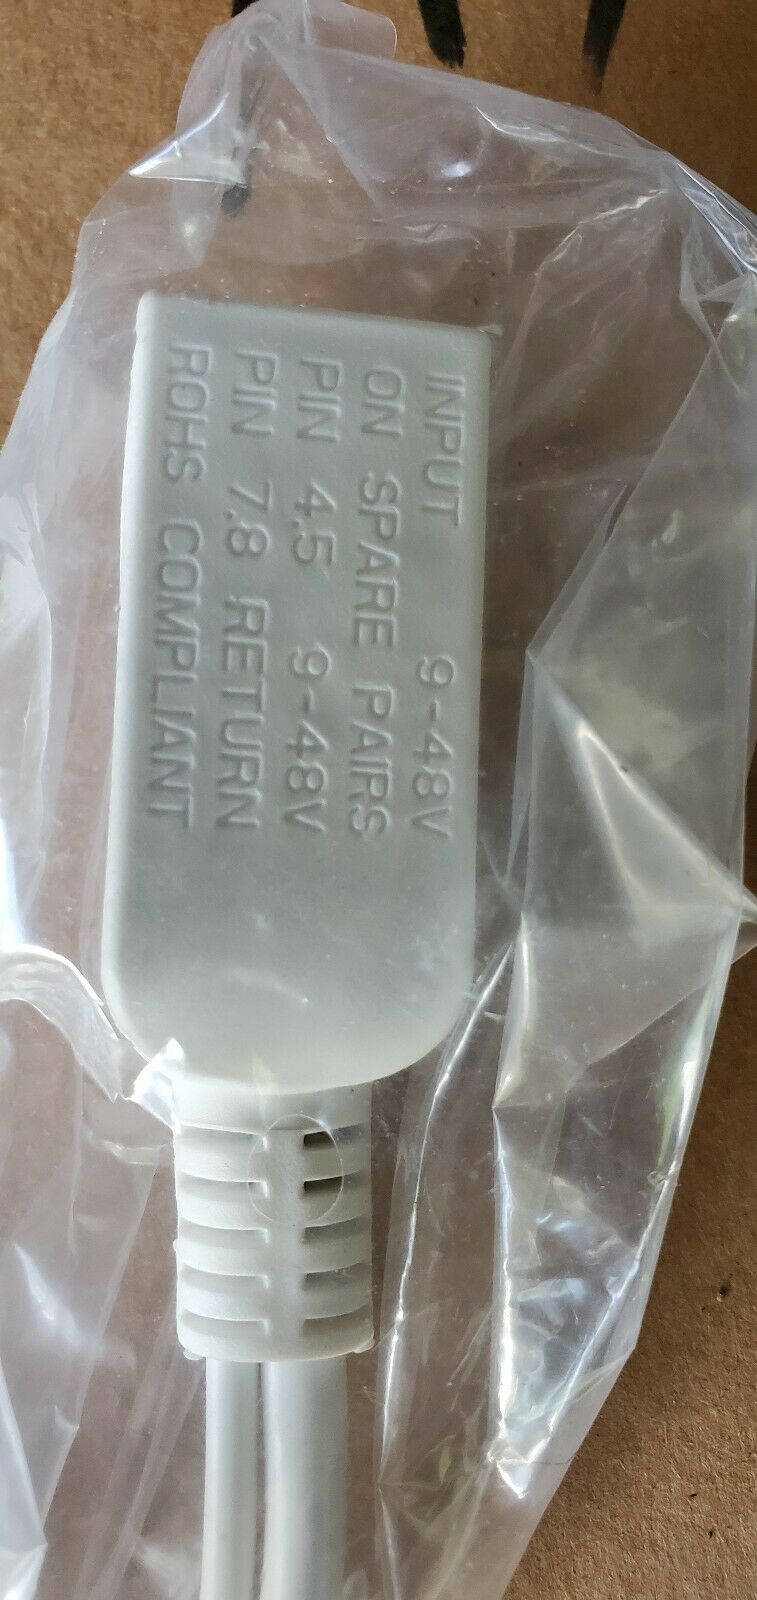 INPUT 9-48V
ON SPARE PAIRS
PIN 4,5 9-48V
PIN 7,8 RETURN
ROHS COMPLIANT